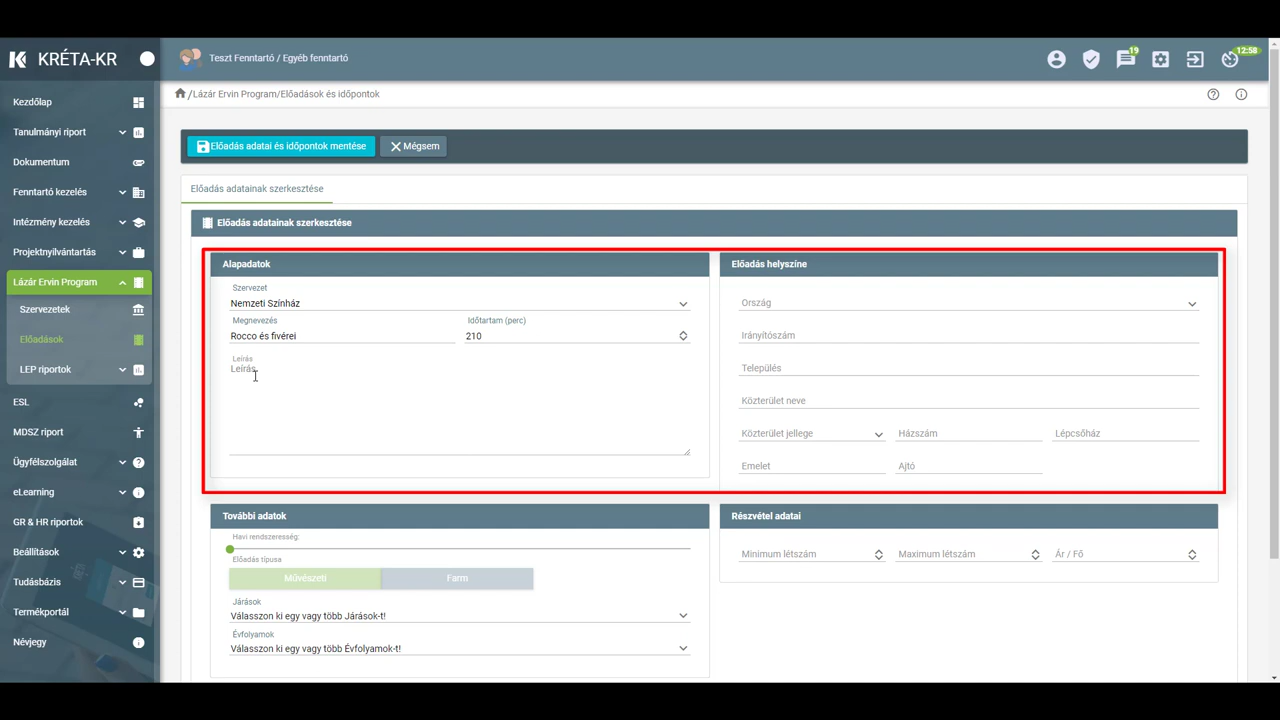 KRÉTA-KR
Teszt Fenntartó / Egyéb fenntartó
19
12:58
/Lázár Ervin Program/Előadások és időpontok
Kezdőlap
Tanulmányi riport
Dokumentum
Fenntartó kezelés
Intézmény kezelés
Projektnyilvántartás
Lázár Ervin Program
Szervezetek
Előadások
LEP riportok
ESL
MDSZ riport
Ügyfélszolgálat
eLearning
GR & HR riportok
Beállítások
Tudásbázis
Termékportál
Névjegy
Előadás adatai és időpontok mentése
Mégsem
Előadás adatainak szerkesztése
Előadás adatainak szerkesztése
Alapadatok
Szervezet
Nemzeti Színház
Megnevezés
Időtartam (perc)
Rocco és fivérei
210
Leírás
Leírás
Előadás helyszíne
Ország
Irányítószám
Település
Közterület neve
Közterület jellege
Házszám
Lépcsőház
Emelet
Ajtó
További adatok
Havi rendszeresség:
Előadás típusa
Művészeti
Farm
Járások
Válasszon ki egy vagy több Járások-t!
Évfolyamok
Válasszon ki egy vagy több Évfolyamok-t!
Részvétel adatai
Minimum létszám
Maximum létszám
Ár / Fő